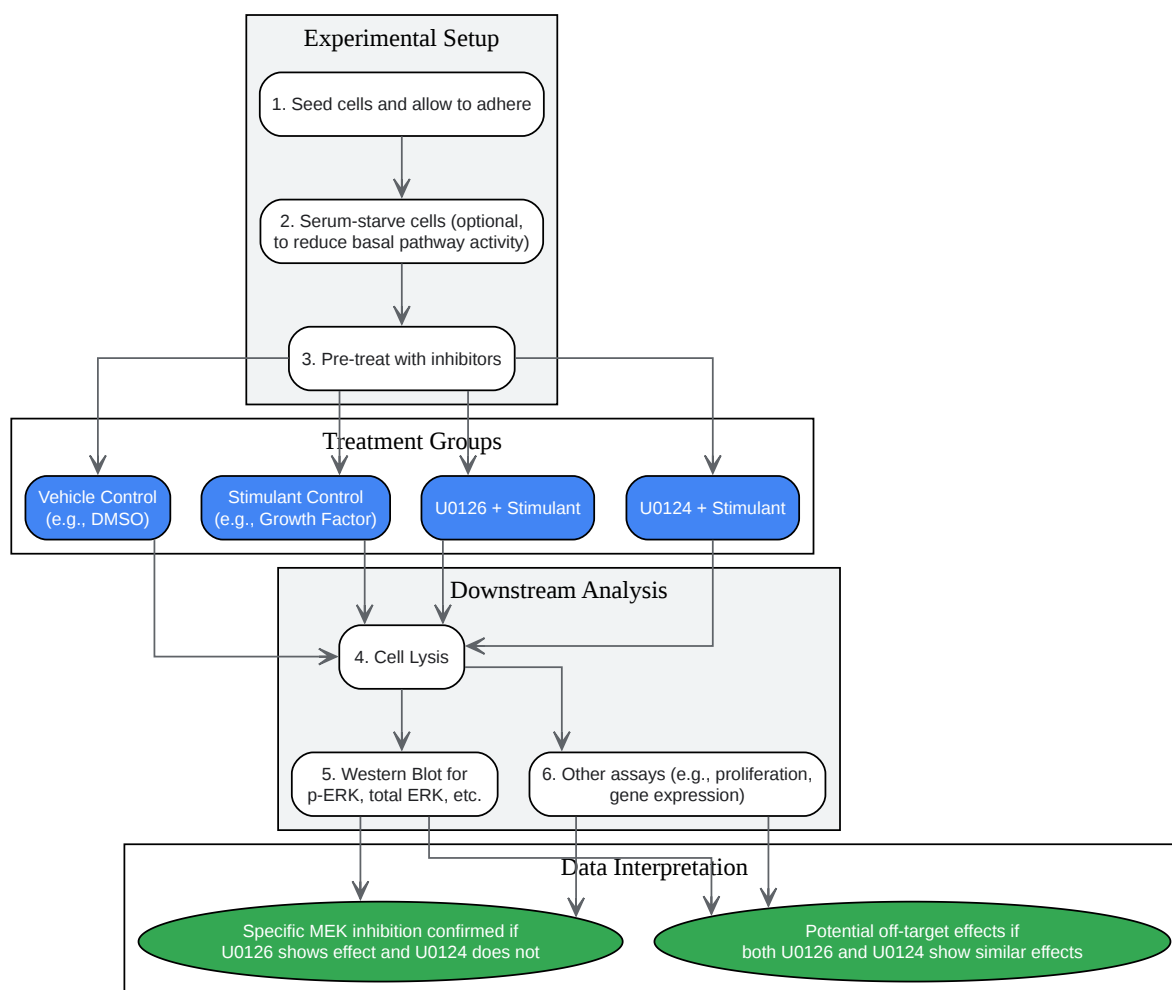 Experimental Setup
1. Seed cells and allow to adhere
2. Serum-starve cells (optional,
to reduce basal pathway activity)
3. Pre-treat with inhibitors
Treatment Groups
Vehicle Control
(e.g., DMSO)
Stimulant Control
(e.g., Growth Factor)
U0126 + Stimulant
U0124 + Stimulant
Downstream Analysis
4. Cell Lysis
5. Western Blot for
p-ERK, total ERK, etc.
6. Other assays (e.g., proliferation,
gene expression)
Data Interpretation
Specific MEK inhibition confirmed if
U0126 shows effect and U0124 does not
Potential off-target effects if
both U0126 and U0124 show similar effects